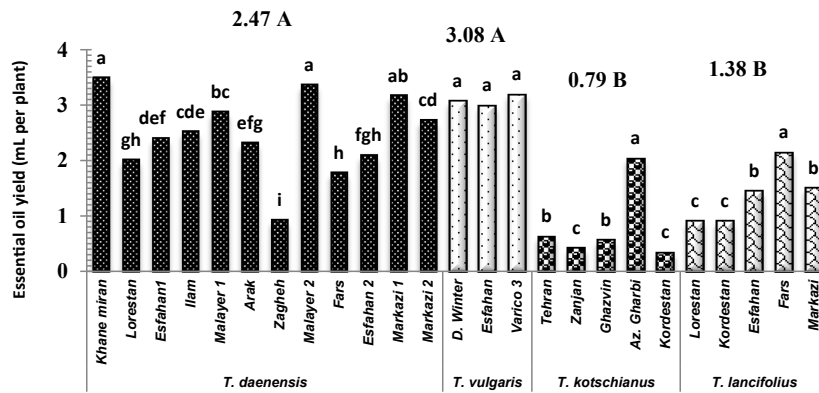 2.47 A
3.08 A
0.79 B
1.38 B
Essential oil yield (mL per plant)
4
3
2
1
0
a
gh
def
cde
bc
efg
i
a
h
fgh
ab
cd
a
a
a
b
c
b
a
c
c
c
b
a
b
Khane miran
Lorestan
Esfahan1
Ilam
Malayer 1
Arak
Zagheh
Malayer 2
Fars
Esfahan 2
Markazi 1
Markazi 2
D. Winter
Esfahan
Varico 3
Tehran
Zanjan
Ghazvin
Az. Gharbi
Kordestan
Lorestan
Kordestan
Esfahan
Fars
Markazi
T. daenensis
T. vulgaris
T. kotschianus
T. lancifolius